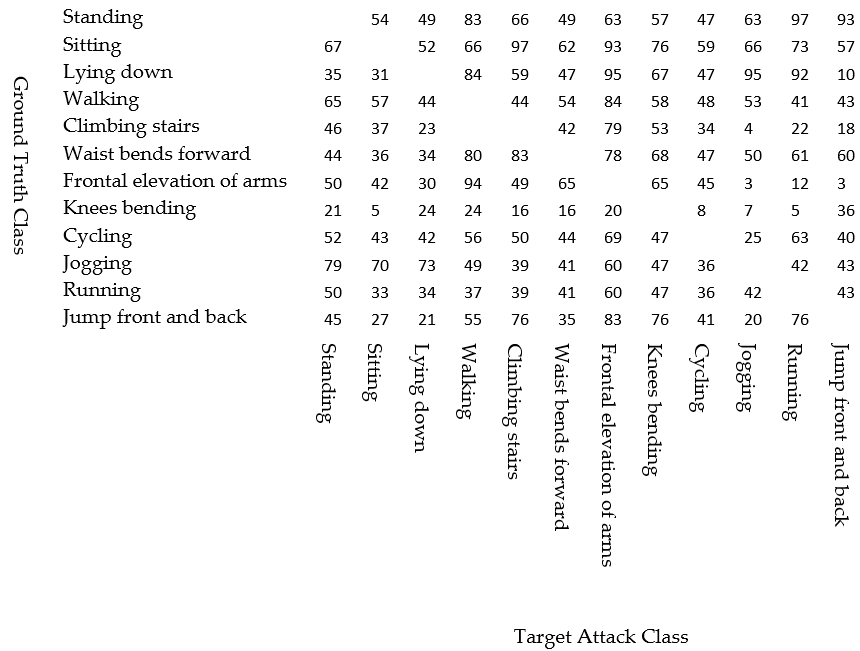 Ground Truth Class
Standing 54 49 83 66 49 63 57 47 63 97 93
Sitting 67 52 66 97 62 93 76 59 66 73 57
Lying down 35 31 84 59 47 95 67 47 95 92 10
Walking 65 57 44 44 54 84 58 48 53 41 43
Climbing stairs 46 37 23 42 79 53 34 4 22 18
Waist bends forward 44 36 34 80 83 78 68 47 50 61 60
Frontal elevation of arms 50 42 30 94 49 65 65 45 3 12 3
Knees bending 21 5 24 24 16 16 20 8 7 5 36
Cycling 52 43 42 56 50 44 69 47 25 63 40
Jogging 79 70 73 49 39 41 60 47 36 42 43
Running 50 33 34 37 39 41 60 47 36 42 43
Jump front and back 45 27 21 55 76 35 83 76 41 20 76
Standing
Sitting
Lying down
Walking
Climbing stairs
Waist bends forward
Frontal elevation of arms
Knees bending
Cycling
Jogging
Running
Jump front and back
Target Attack Class